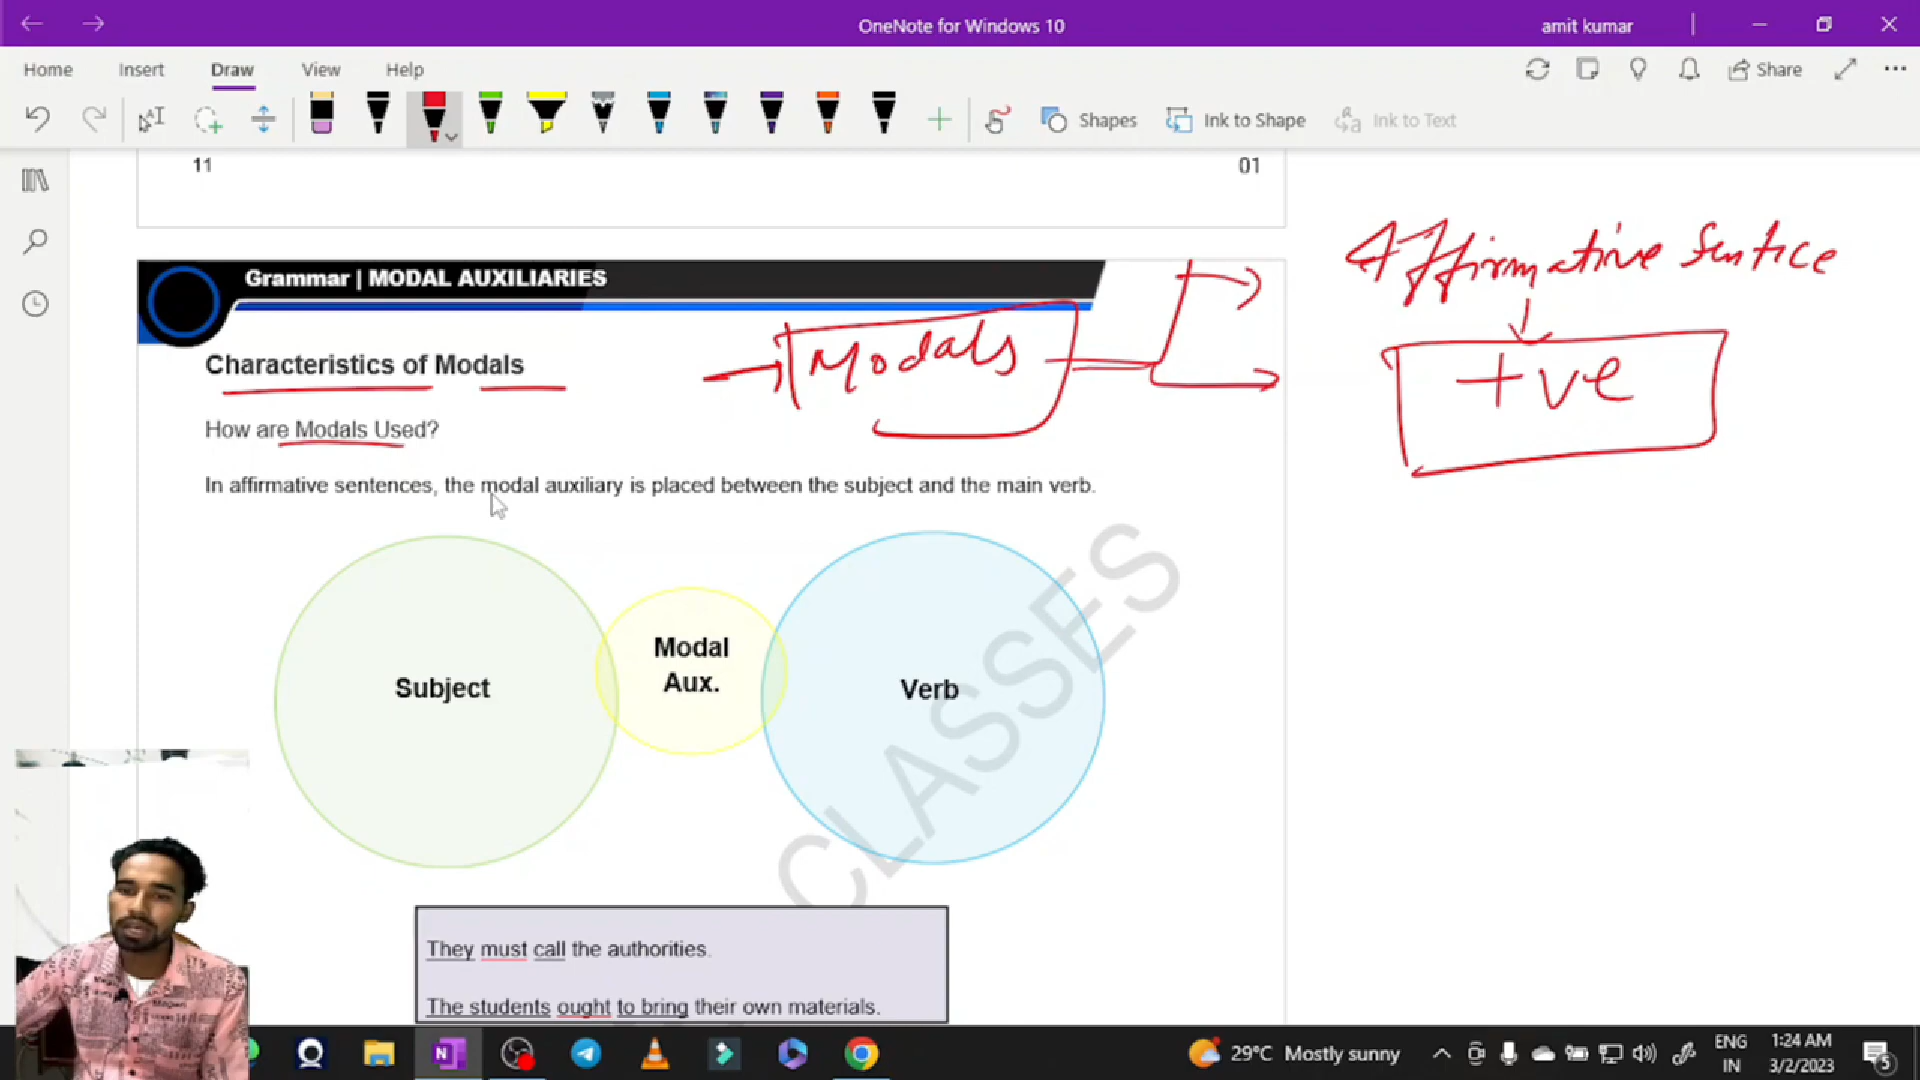 OneNote for Windows 10
amit kumar
Home Insert Draw View Help
Share
Shapes Ink to Shape Ink to Text
11 01
Grammar | MODAL AUXILIARIES
Affirmative Sentice
Modals
+ve
Characteristics of Modals
How are Modals Used?
In affirmative sentences, the modal auxiliary is placed between the subject and the main verb.
Subject
Modal
Aux.
Verb
CLASSES
They must call the authorities.
The students ought to bring their own materials.
29°C Mostly sunny
ENG
IN
1:24 AM
3/2/2023
5